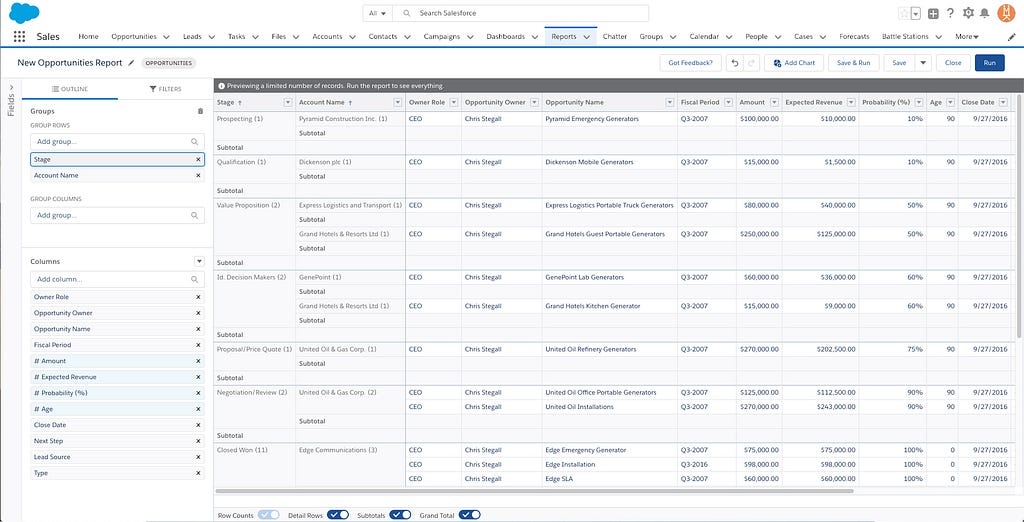 All
Search Salesforce
Sales
Home Opportunities Leads Tasks Files Accounts Contacts Campaigns Dashboards Reports Chatter Groups Calendar People Cases Forecasts Battle Stations More
New Opportunities Report OPPORTUNITIES
Got Feedback? Add Chart Save & Run Save Close Run
Fields
OUTLINE FILTERS
Groups
GROUP ROWS
Add group...
Stage
Account Name
GROUP COLUMNS
Add group...
Columns
Add column...
Owner Role
Opportunity Owner
Opportunity Name
Fiscal Period
# Amount
# Expected Revenue
# Probability (%)
# Age
Close Date
Next Step
Lead Source
Type
Previewing a limited number of records. Run the report to see everything.
Stage ↑ Account Name ↑ Owner Role Opportunity Owner Opportunity Name Fiscal Period Amount Expected Revenue Probability (%) Age Close Date
Prospecting (1) Pyramid Construction Inc. (1) CEO Chris Stegall Pyramid Emergency Generators Q3-2007 $100,000.00 $10,000.00 10% 90 9/27/2016
Subtotal
Subtotal
Qualification (1) Dickenson plc (1) CEO Chris Stegall Dickenson Mobile Generators Q3-2007 $15,000.00 $1,500.00 10% 90 9/27/2016
Subtotal
Subtotal
Value Proposition (2) Express Logistics and Transport (1) CEO Chris Stegall Express Logistics Portable Truck Generators Q3-2007 $80,000.00 $40,000.00 50% 90 9/27/2016
Subtotal
Grand Hotels & Resorts Ltd (1) CEO Chris Stegall Grand Hotels Guest Portable Generators Q3-2007 $250,000.00 $125,000.00 50% 90 9/27/2016
Subtotal
Subtotal
Id. Decision Makers (2) GenePoint (1) CEO Chris Stegall GenePoint Lab Generators Q3-2007 $60,000.00 $36,000.00 60% 90 9/27/2016
Subtotal
Grand Hotels & Resorts Ltd (1) CEO Chris Stegall Grand Hotels Kitchen Generator Q3-2007 $15,000.00 $9,000.00 60% 90 9/27/2016
Subtotal
Subtotal
Proposal/Price Quote (1) United Oil & Gas Corp. (1) CEO Chris Stegall United Oil Refinery Generators Q3-2007 $270,000.00 $202,500.00 75% 90 9/27/2016
Subtotal
Subtotal
Negotiation/Review (2) United Oil & Gas Corp. (2) CEO Chris Stegall United Oil Office Portable Generators Q3-2007 $125,000.00 $112,500.00 90% 90 9/27/2016
CEO Chris Stegall United Oil Installations Q3-2007 $270,000.00 $243,000.00 90% 90 9/27/2016
Subtotal
Subtotal
Closed Won (11) Edge Communications (3) CEO Chris Stegall Edge Emergency Generator Q3-2007 $75,000.00 $75,000.00 100% 0 9/27/2016
CEO Chris Stegall Edge Installation Q3-2016 $98,000.00 $98,000.00 100% 0 9/27/2016
CEO Chris Stegall Edge SLA Q3-2007 $60,000.00 $60,000.00 100% 0 9/27/2016
Row Counts Detail Rows Subtotals Grand Total